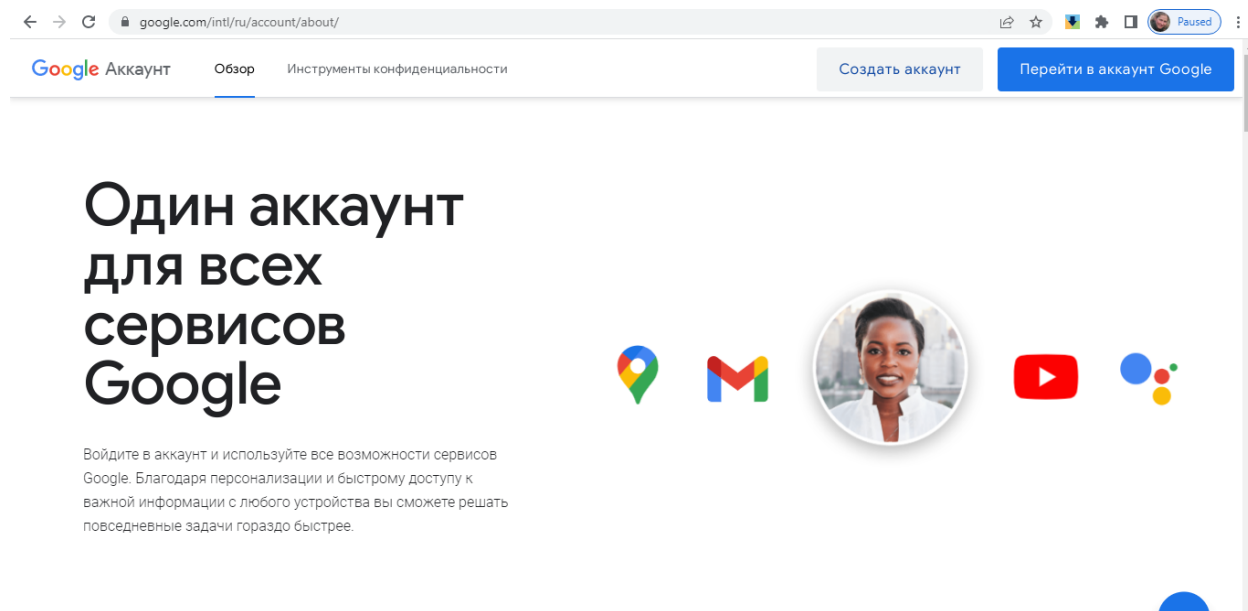 google.com/intl/ru/account/about/
Paused
Google Аккаунт
Обзор
Инструменты конфиденциальности
Создать аккаунт
Перейти в аккаунт Google
Один аккаунт
для всех
сервисов
Google
Войдите в аккаунт и используйте все возможности сервисов
Google. Благодаря персонализации и быстрому доступу к
важной информации с любого устройства вы сможете решать
повседневные задачи гораздо быстрее.